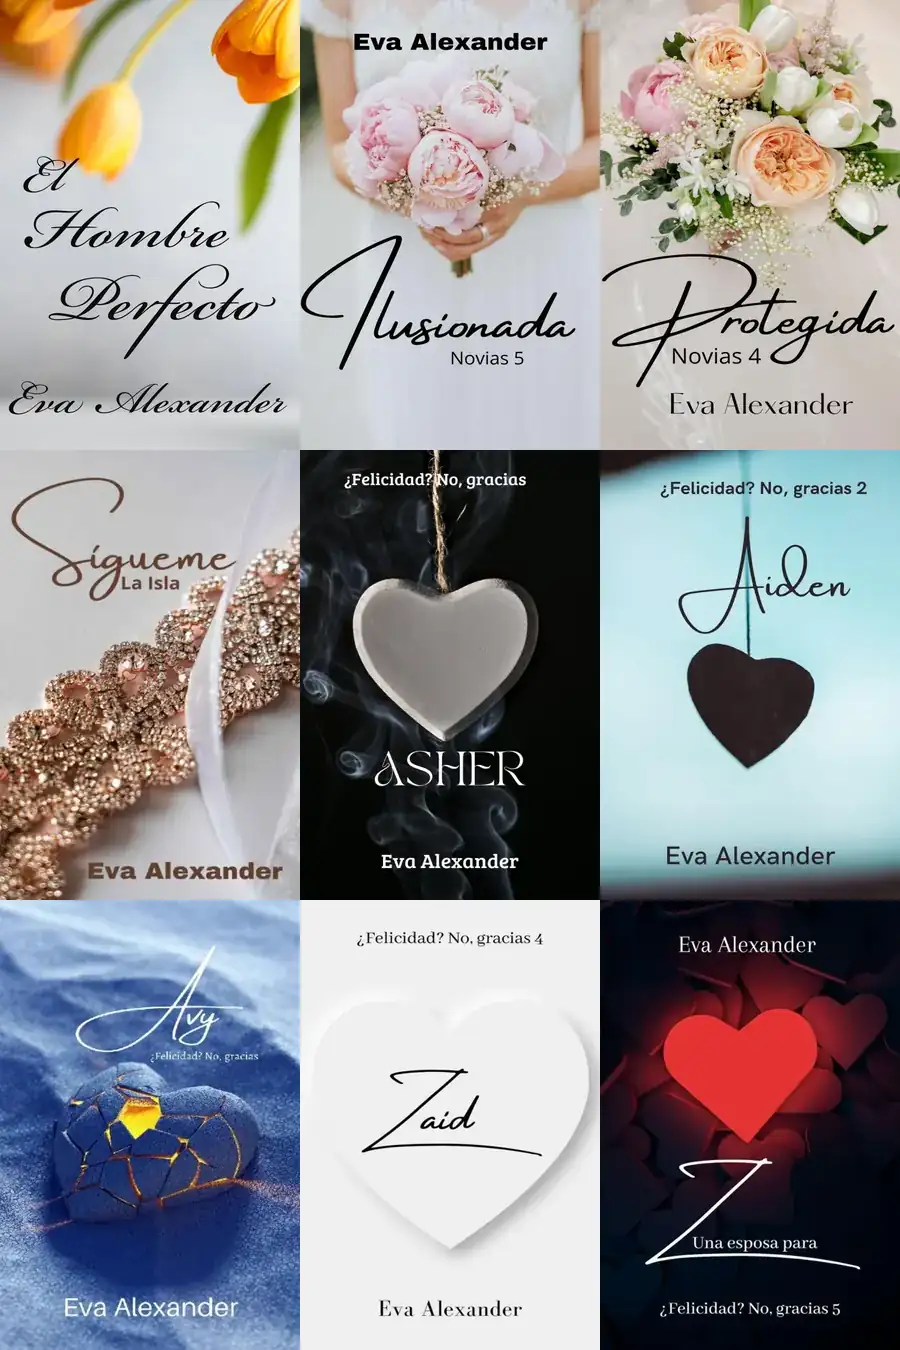 El
Hombre
Perfecto
Eva Alexander
Eva Alexander
Ilusionada
Novias 5
Protegida
Novias 4
Eva Alexander
Sígueme
La Isla
Eva Alexander
¿Felicidad? No, gracias
ASHER
Eva Alexander
¿Felicidad? No, gracias 2
Aiden
Eva Alexander
Avy
¿Felicidad? No, gracias
Eva Alexander
¿Felicidad? No, gracias 4
Zaid
Eva Alexander
Eva Alexander
Z
Una esposa para
¿Felicidad? No, gracias 5